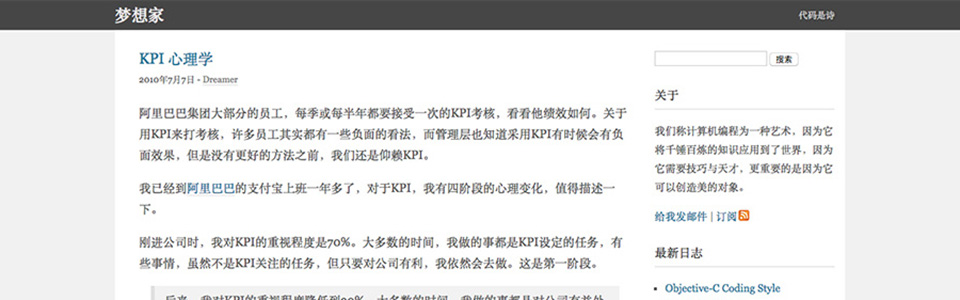 梦想家
代码是诗
KPI 心理学
2010年7月7日 - Dreamer
阿里巴巴集团大部分的员工，每季或每半年都要接受一次的KPI考核，看看他绩效如何。关于
用KPI来打考核，许多员工其实都有一些负面的看法，而管理层也知道采用KPI有时候会有负
面效果，但是没有更好的方法之前，我们还是仰赖KPI。
我已经到阿里巴巴的支付宝上班一年多了，对于KPI，我有四阶段的心理变化，值得描述一
下。
刚进公司时，我对KPI的重视程度是70%。大多数的时间，我做的事都是KPI设定的任务，有
些事情，虽然不是KPI关注的任务，但只要对公司有利，我依然会去做。这是第一阶段。
搜索
关于
我们称计算机编程为一种艺术，因为它
将千锤百炼的知识应用到了世界，因为
它需要技巧与天才，更重要的是因为它
可以创造美的对象。
给我发邮件 | 订阅
最新日志
Objective-C Coding Style